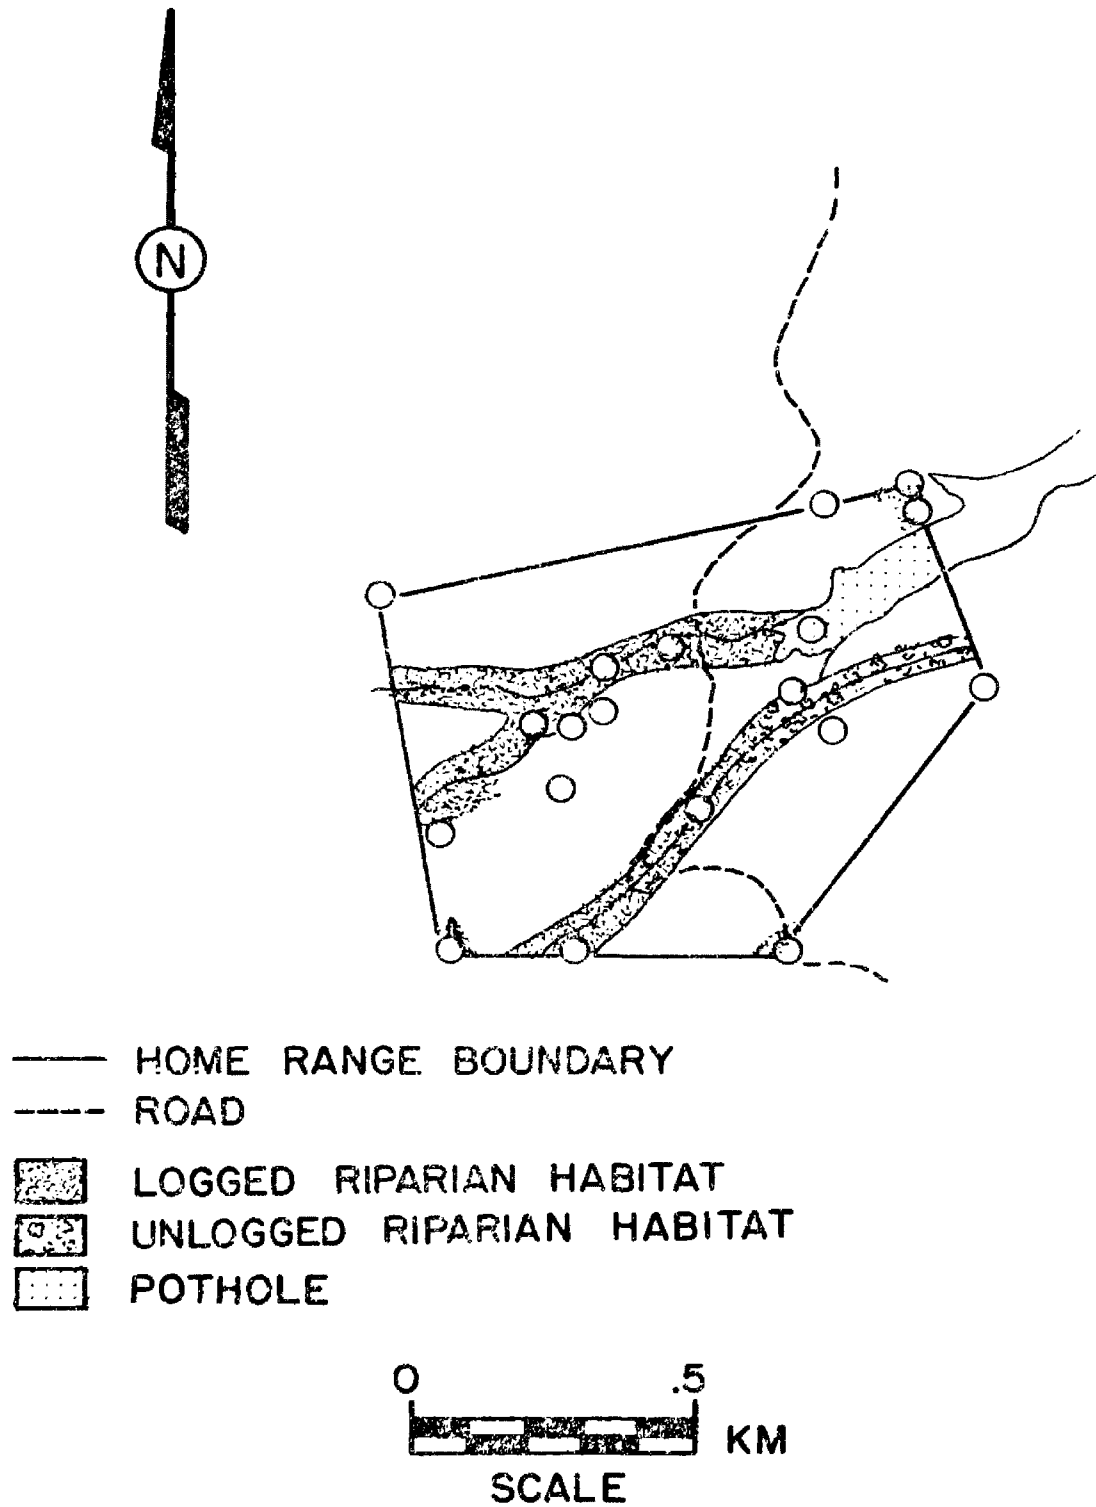 N
HOME RANGE BOUNDARY
ROAD
LOGGED RIPARIAN HABITAT
UNLOGGED RIPARIAN HABITAT
POTHOLE
0 .5
KM
SCALE